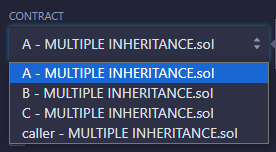 CONTRACT
A - MULTIPLE INHERITANCE.sol
A - MULTIPLE INHERITANCE.sol
B - MULTIPLE INHERITANCE.sol
C - MULTIPLE INHERITANCE.sol
caller - MULTIPLE INHERITANCE.sol